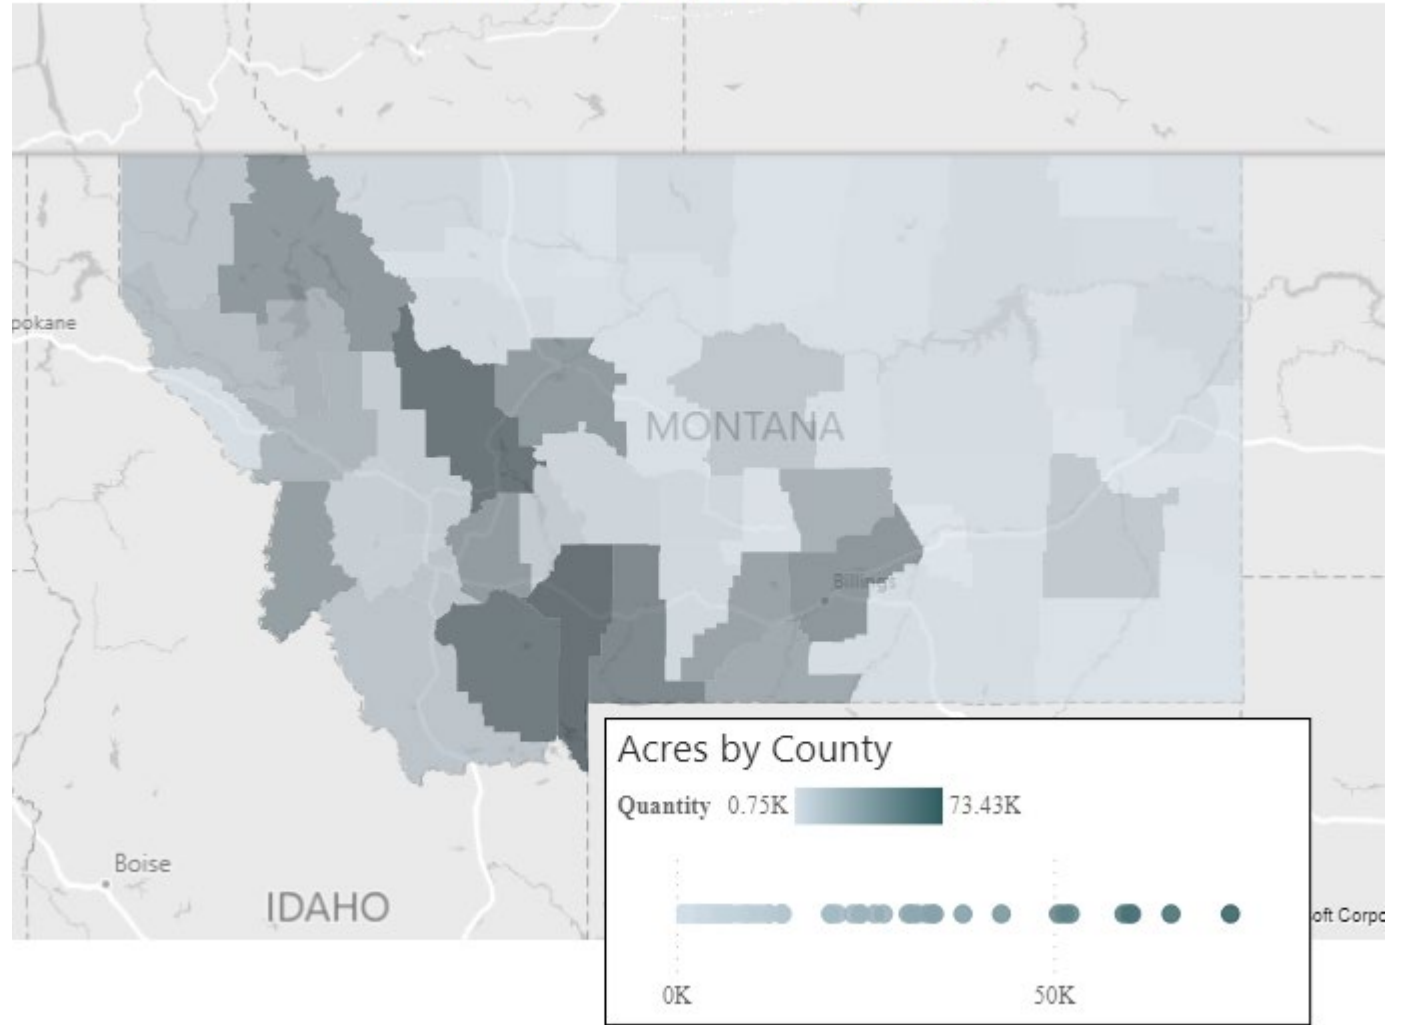 pokane
MONTANA
Billings
Boise
IDAHO
oft Corpo
Acres by County
Quantity 0.75K 73.43K
0K 50K